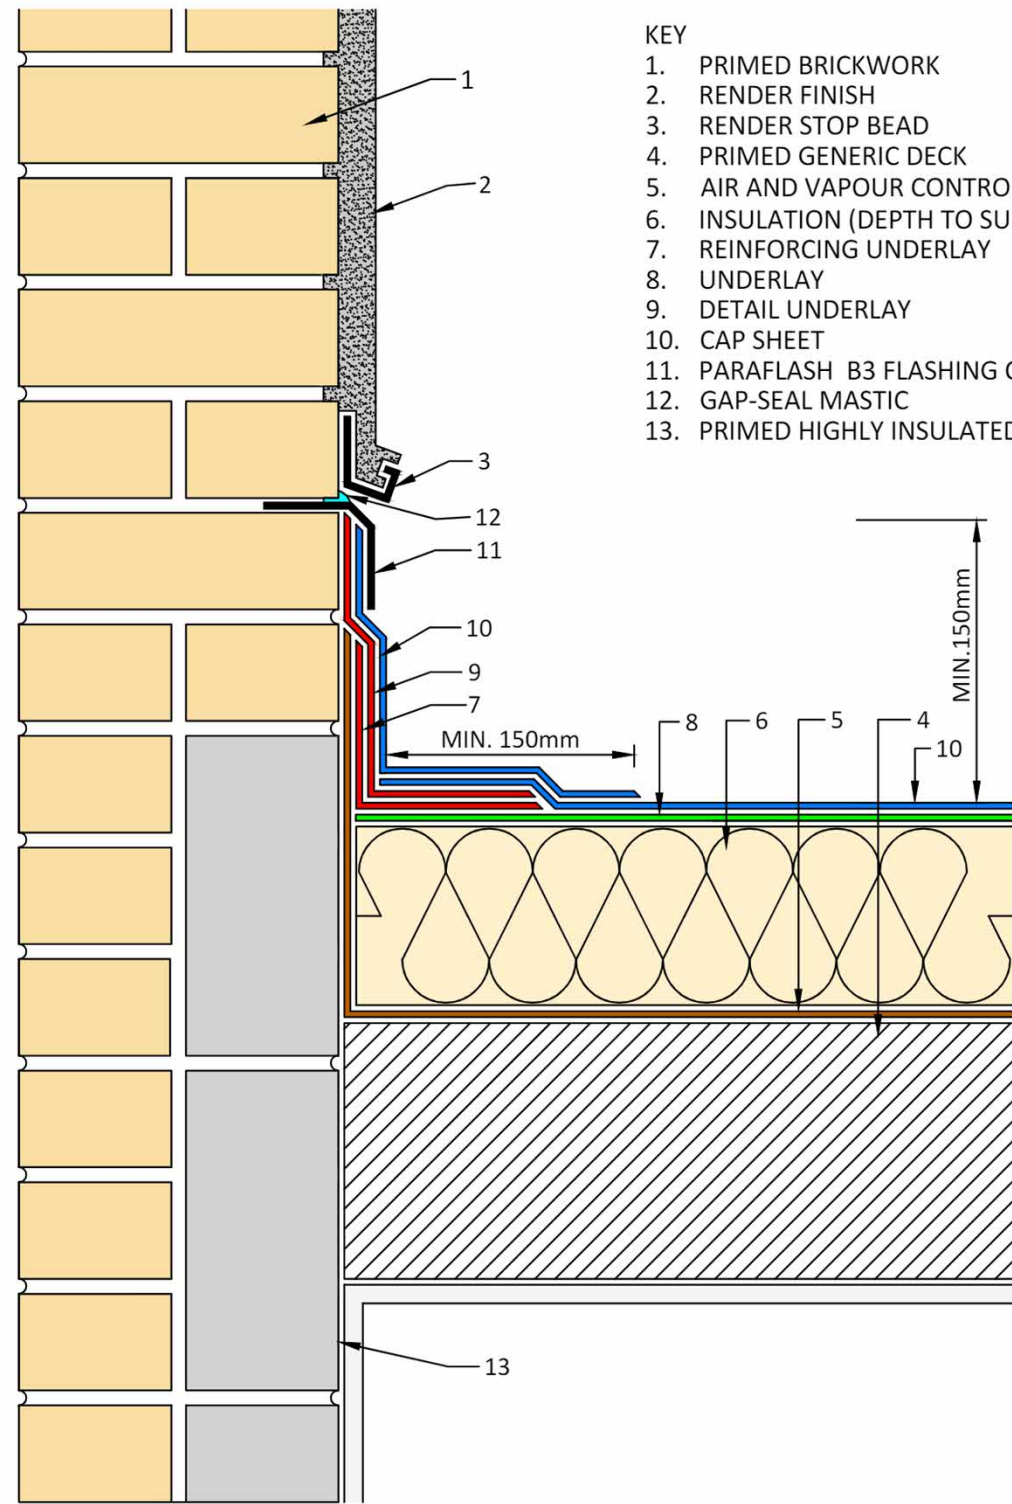 KEY
1. PRIMED BRICKWORK
2. RENDER FINISH
3. RENDER STOP BEAD
4. PRIMED GENERIC DECK
5. AIR AND VAPOUR CONTRO
6. INSULATION (DEPTH TO SU
7. REINFORCING UNDERLAY
8. UNDERLAY
9. DETAIL UNDERLAY
10. CAP SHEET
11. PARAFLASH B3 FLASHING
12. GAP-SEAL MASTIC
13. PRIMED HIGHLY INSULATED
1
2
3
12
11
10
9
7
MIN. 150mm
8
6
5
4
10
MIN.150mm
13